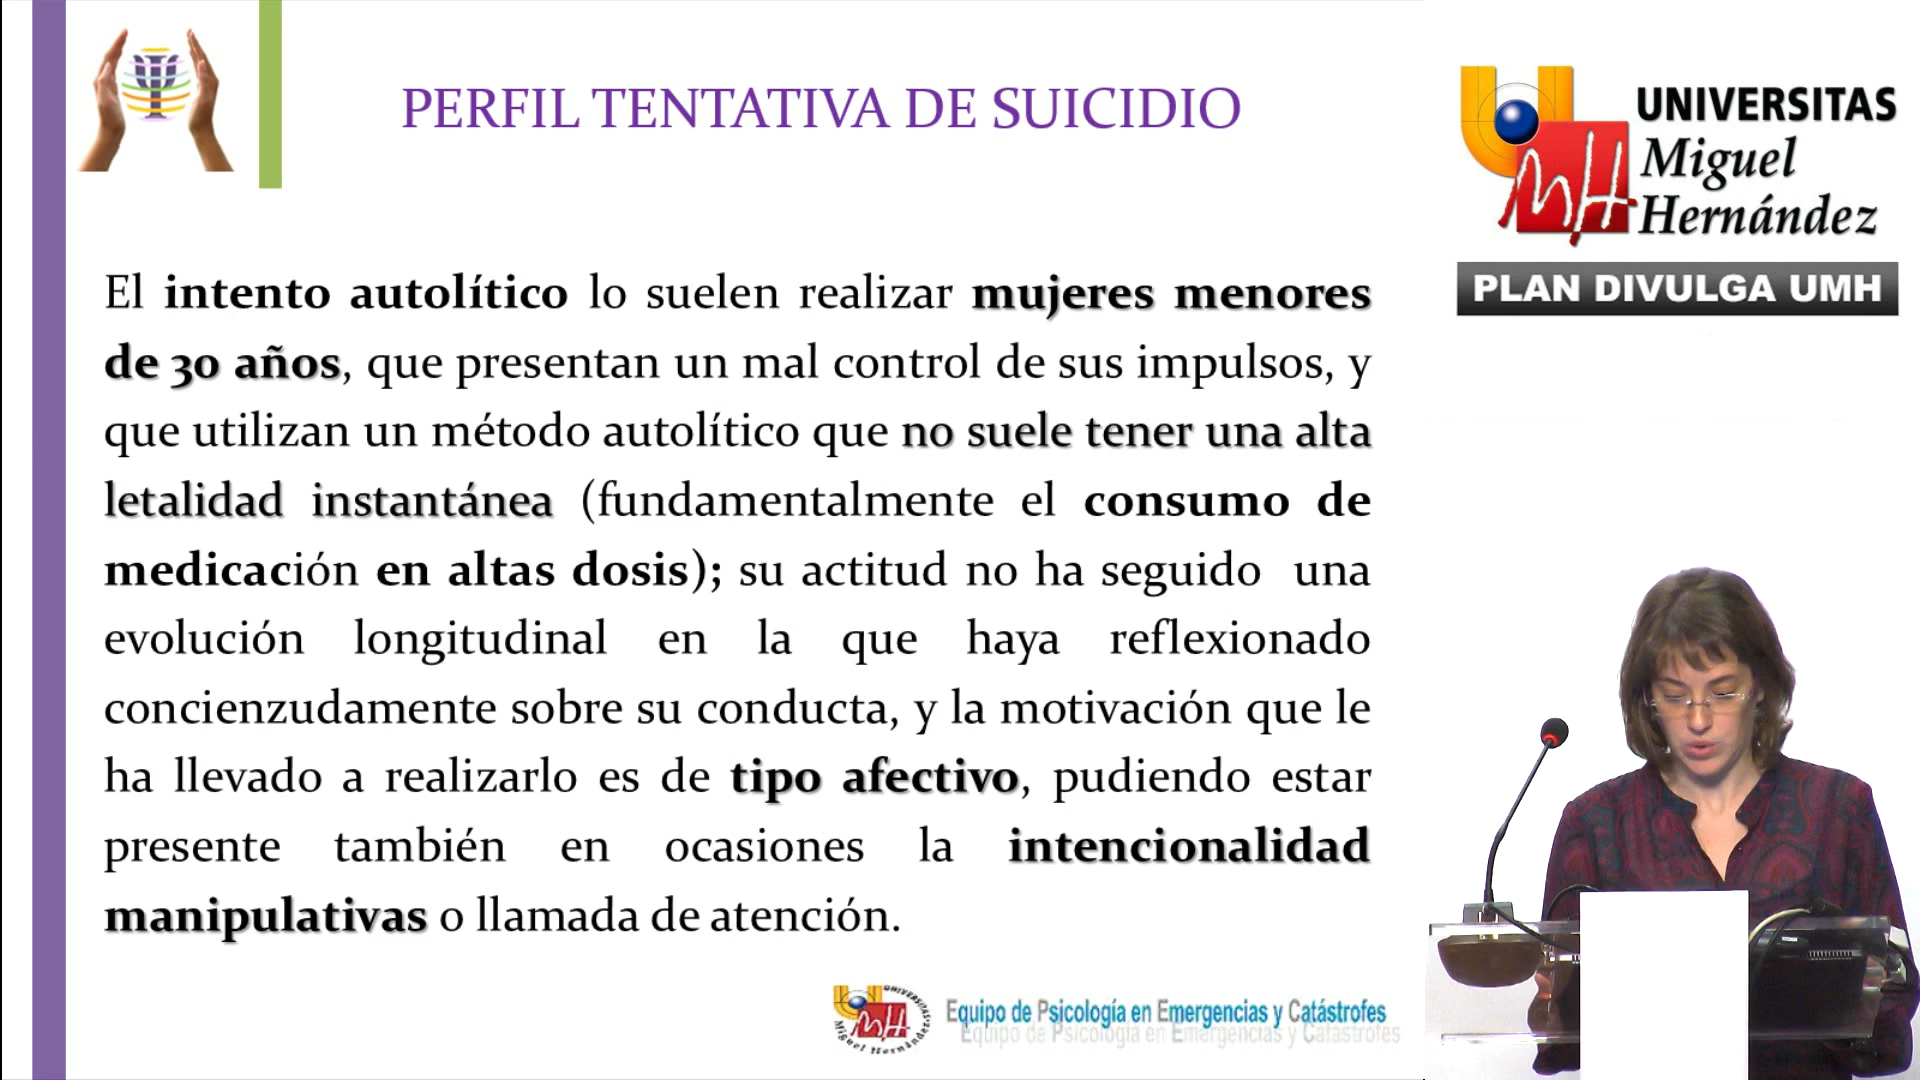 PERFIL TENTATIVA DE SUICIDIO
UNIVERSITAS
Miguel
Hernández
PLAN DIVULGA UMH
El intento autolítico lo suelen realizar mujeres menores
de 30 años, que presentan un mal control de sus impulsos, y
que utilizan un método autolítico que no suele tener una alta
letalidad instantánea (fundamentalmente el consumo de
medicación en altas dosis); su actitud no ha seguido una
evolución longitudinal en la que haya reflexionado
concienzudamente sobre su conducta, y la motivación que le
ha llevado a realizarlo es de tipo afectivo, pudiendo estar
presente también en ocasiones la intencionalidad
manipulativas o llamada de atención.
UNIVERSITAS
Miguel Hernández
Equipo de Psicología en Emergencias y Catástrofes